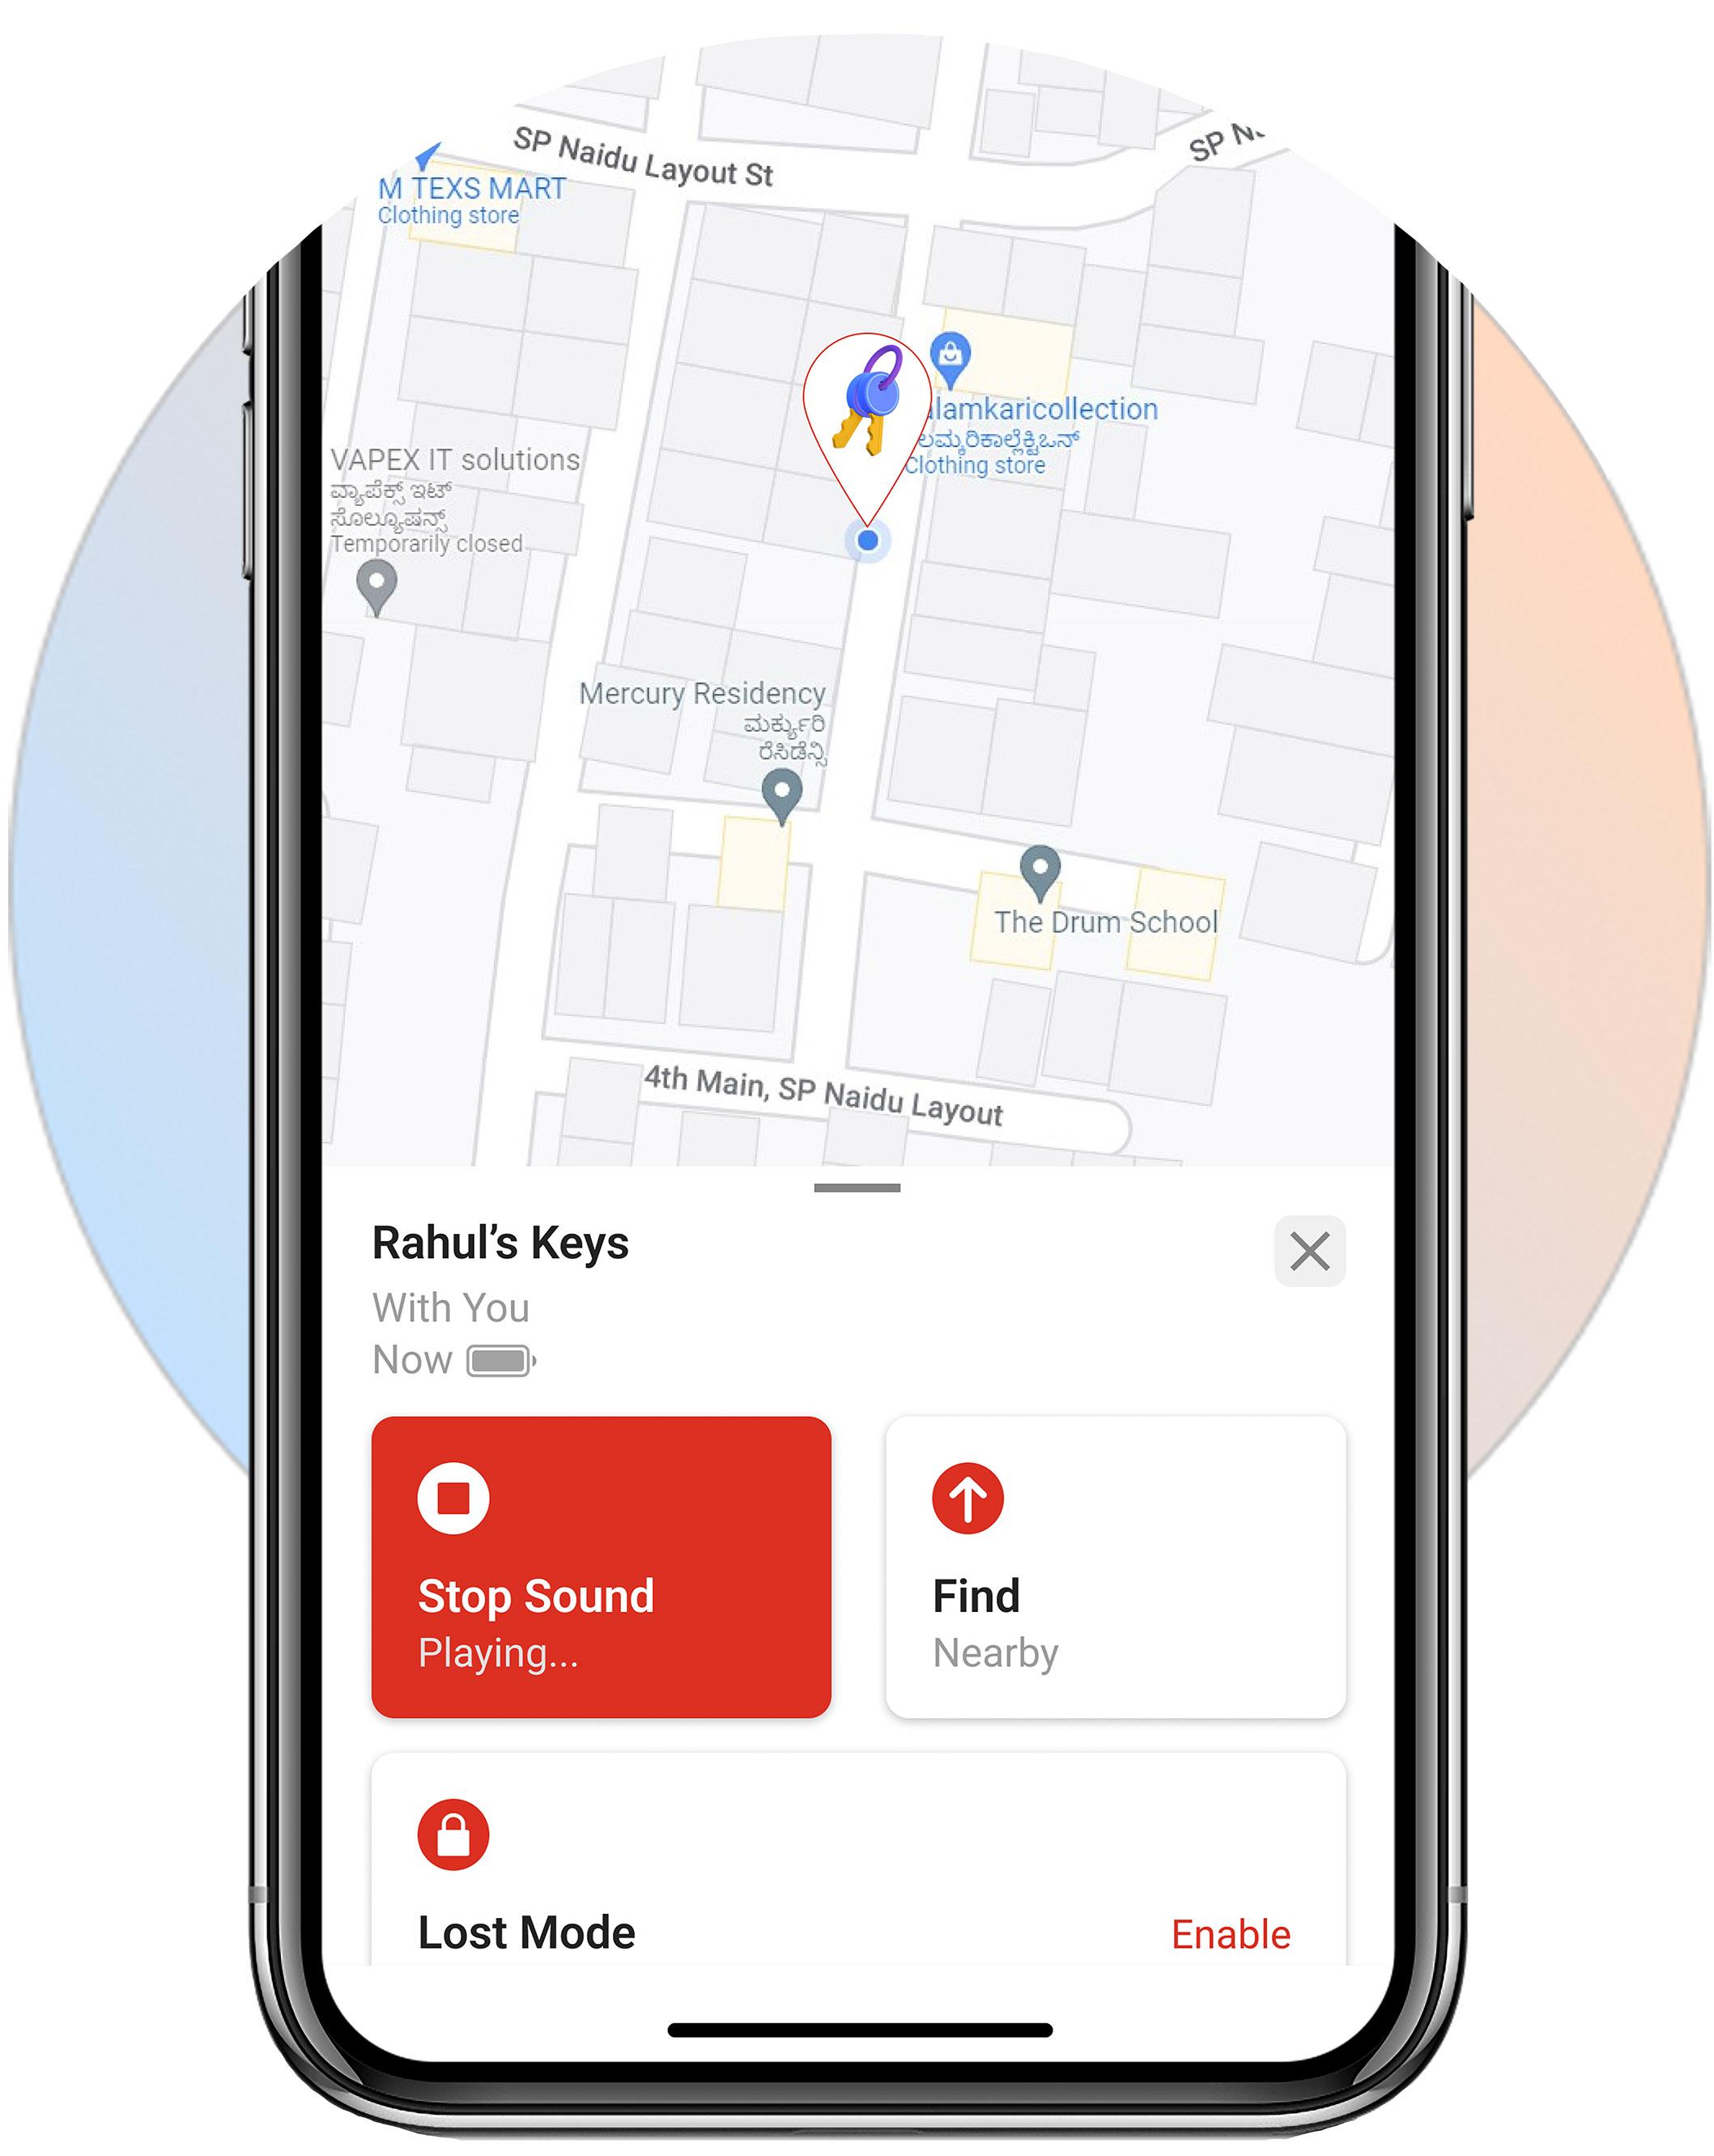 SP Naidu Layout St
SP
M TEXS MART
Clothing store
alamkaricollection
ಲಮ್ಕರಿಕಾಲ್ಲೆಕ್ಟಿಒನ್
Clothing store
VAPEX IT solutions
ವ್ಯಾಪೆಕ್ಸ್ ಇಟ್
ಸೊಲ್ಯೂಷನ್ಸ್
Temporarily closed
Mercury Residency
ಮರ್ಕ್ಯುರಿ
ರೆಸಿಡೆನ್ಸಿ
The Drum School
4th Main, SP Naidu Layout
Rahul’s Keys
With You
Now
Stop Sound
Playing...
Find
Nearby
Lost Mode
Enable